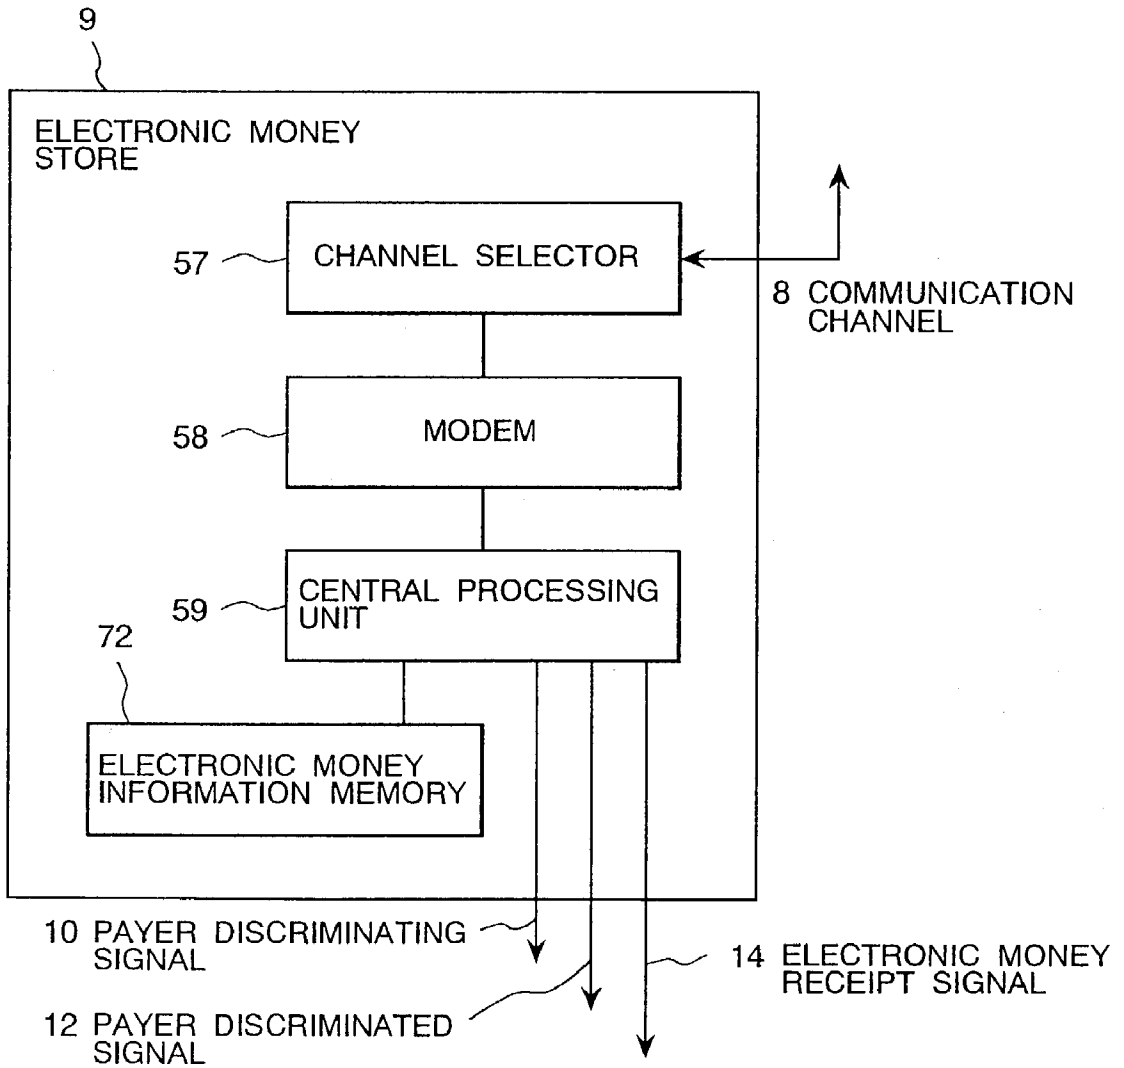 9
ELECTRONIC MONEY
STORE
57
CHANNEL SELECTOR
8 COMMUNICATION
CHANNEL
58
MODEM
59
CENTRAL PROCESSING
UNIT
72
ELECTRONIC MONEY
INFORMATION MEMORY
10 PAYER DISCRIMINATING
SIGNAL
14 ELECTRONIC MONEY
RECEIPT SIGNAL
12 PAYER DISCRIMINATED
SIGNAL